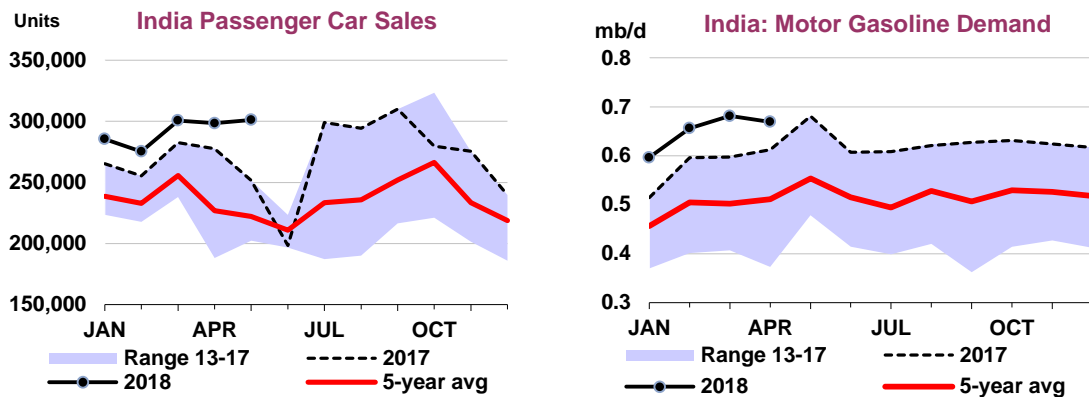 Units
India Passenger Car Sales
350,000
300,000
250,000
200,000
150,000
JAN APR JUL OCT
Range 13-17
2017
2018
5-year avg
mb/d
India: Motor Gasoline Demand
0.8
0.7
0.6
0.5
0.4
0.3
JAN APR JUL OCT
Range 13-17
2017
2018
5-year avg